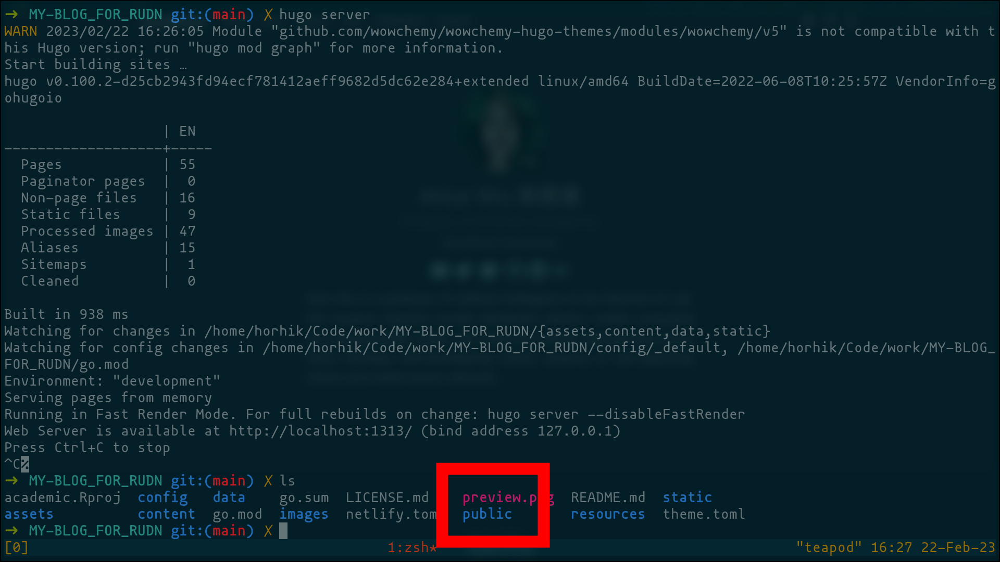 → MY-BLOG_FOR_RUDN git:(main) ✗ hugo server
WARN 2023/02/22 16:26:05 Module "github.com/wowchemy/wowchemy-hugo-themes/modules/wowchemy/v5" is not compatible with t
his Hugo version; run "hugo mod graph" for more information.
Start building sites …
hugo v0.100.2-d25cb2943fd94ecf781412aeff9682d5dc62e284+extended linux/amd64 BuildDate=2022-06-08T10:25:57Z VendorInfo=g
ohugoio
| EN
-------------------+-----
Pages | 55
Paginator pages | 0
Non-page files | 16
Static files | 9
Processed images | 47
Aliases | 15
Sitemaps | 1
Cleaned | 0
Built in 938 ms
Watching for changes in /home/horhik/Code/work/MY-BLOG_FOR_RUDN/{assets,content,data,static}
Watching for config changes in /home/horhik/Code/work/MY-BLOG_FOR_RUDN/config/_default, /home/horhik/Code/work/MY-BLOG_
FOR_RUDN/go.mod
Environment: "development"
Serving pages from memory
Running in Fast Render Mode. For full rebuilds on change: hugo server --disableFastRender
Web Server is available at http://localhost:1313/ (bind address 127.0.0.1)
Press Ctrl+C to stop
^C%
→ MY-BLOG_FOR_RUDN git:(main) ✗ ls
academic.Rproj config data go.sum LICENSE.md preview.p g README.md static
assets content go.mod images netlify.tom public resources theme.toml
→ MY-BLOG_FOR_RUDN git:(main) ✗
[0] 1:zsh* "teapod" 16:27 22-Feb-23